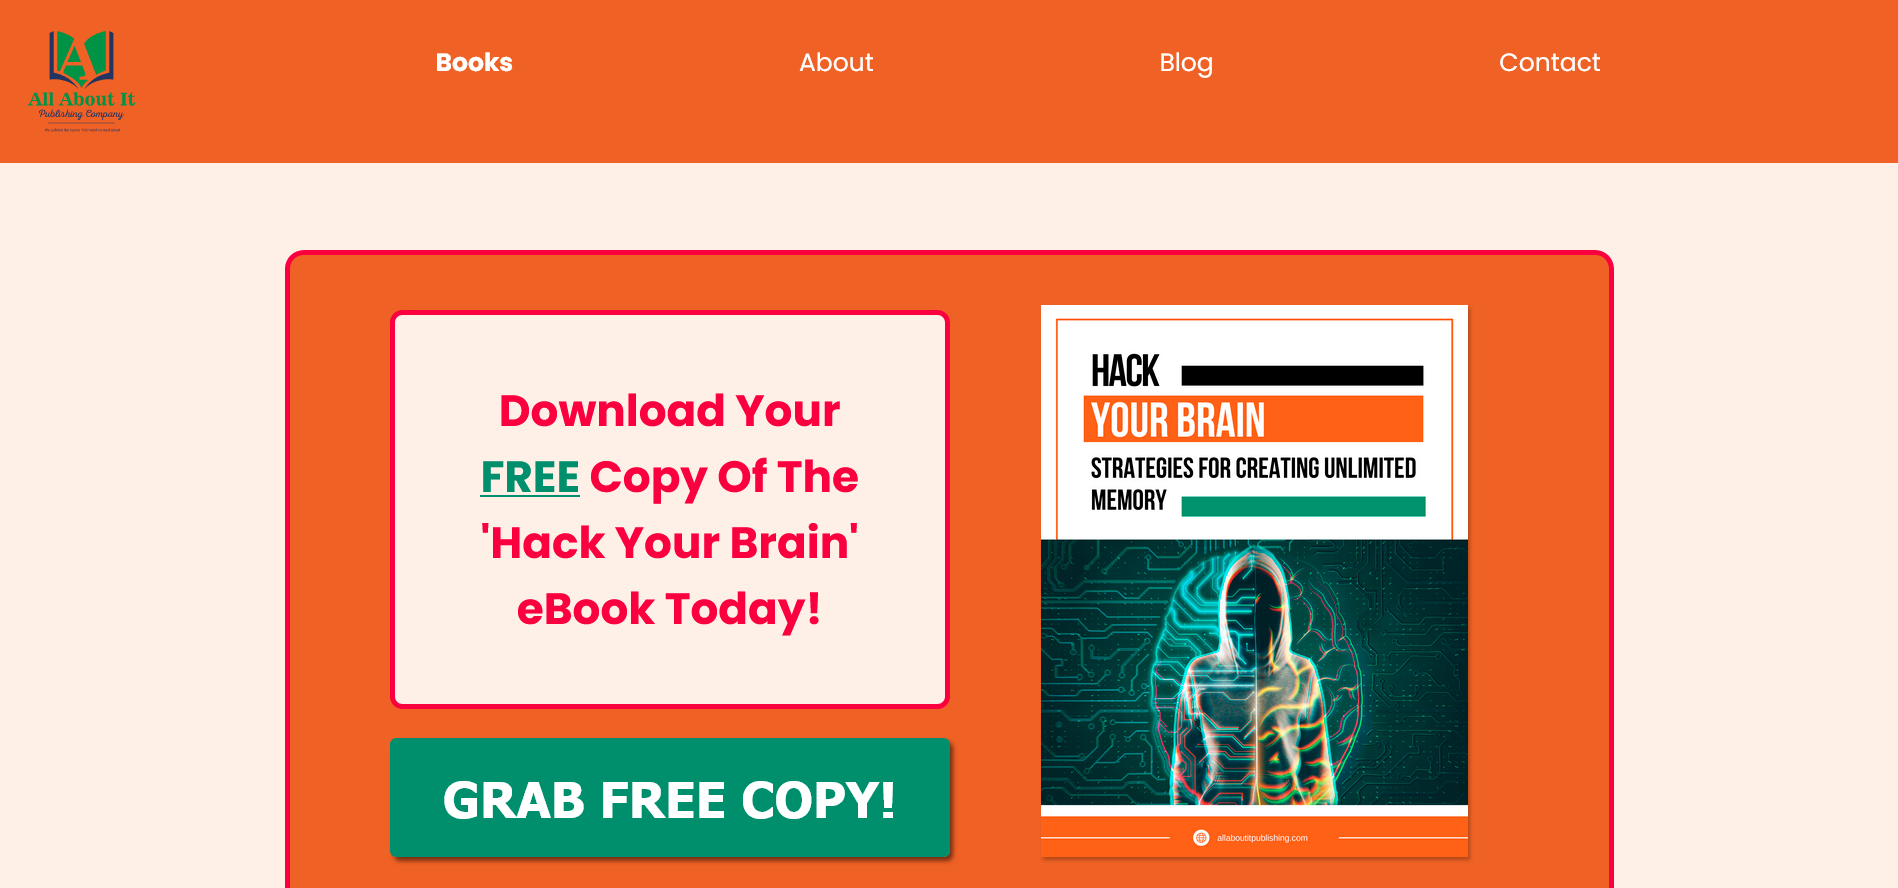 All About It
Publishing Company
Books
About
Blog
Contact
Download Your
FREE Copy Of The
'Hack Your Brain'
eBook Today!
GRAB FREE COPY!
HACK
YOUR BRAIN
STRATEGIES FOR CREATING UNLIMITED
MEMORY
allaboutitpublishing.com